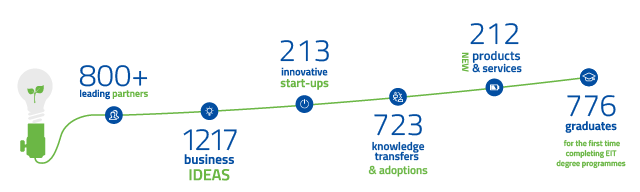 800+
leading partners
1217
business
IDEAS
213
innovative
start-ups
723
knowledge
transfers
& adoptions
212
NEW products
& services
776
graduates
for the first time
completing EIT
degree programmes